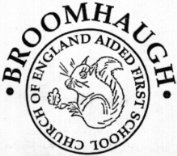 • BROOMHAUGH •
CHURCH OF ENGLAND AIDED FIRST SCHOOL